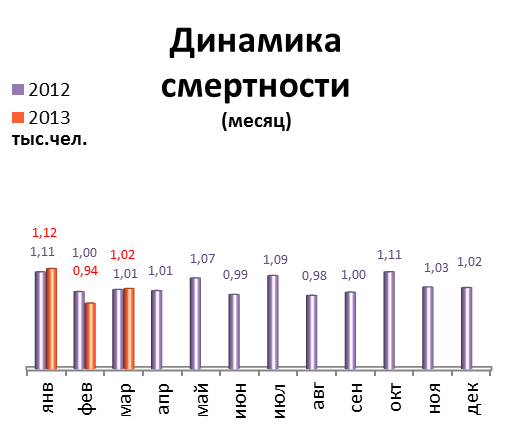 Динамика
смертности
(месяц)
2012
2013
тыс.чел.
1,12
1,11 1,00 0,94 1,02 1,01 1,01 1,07 0,99 1,09 0,98 1,00 1,11 1,03 1,02
янв фев мар апр май июн июл авг сен окт ноя дек